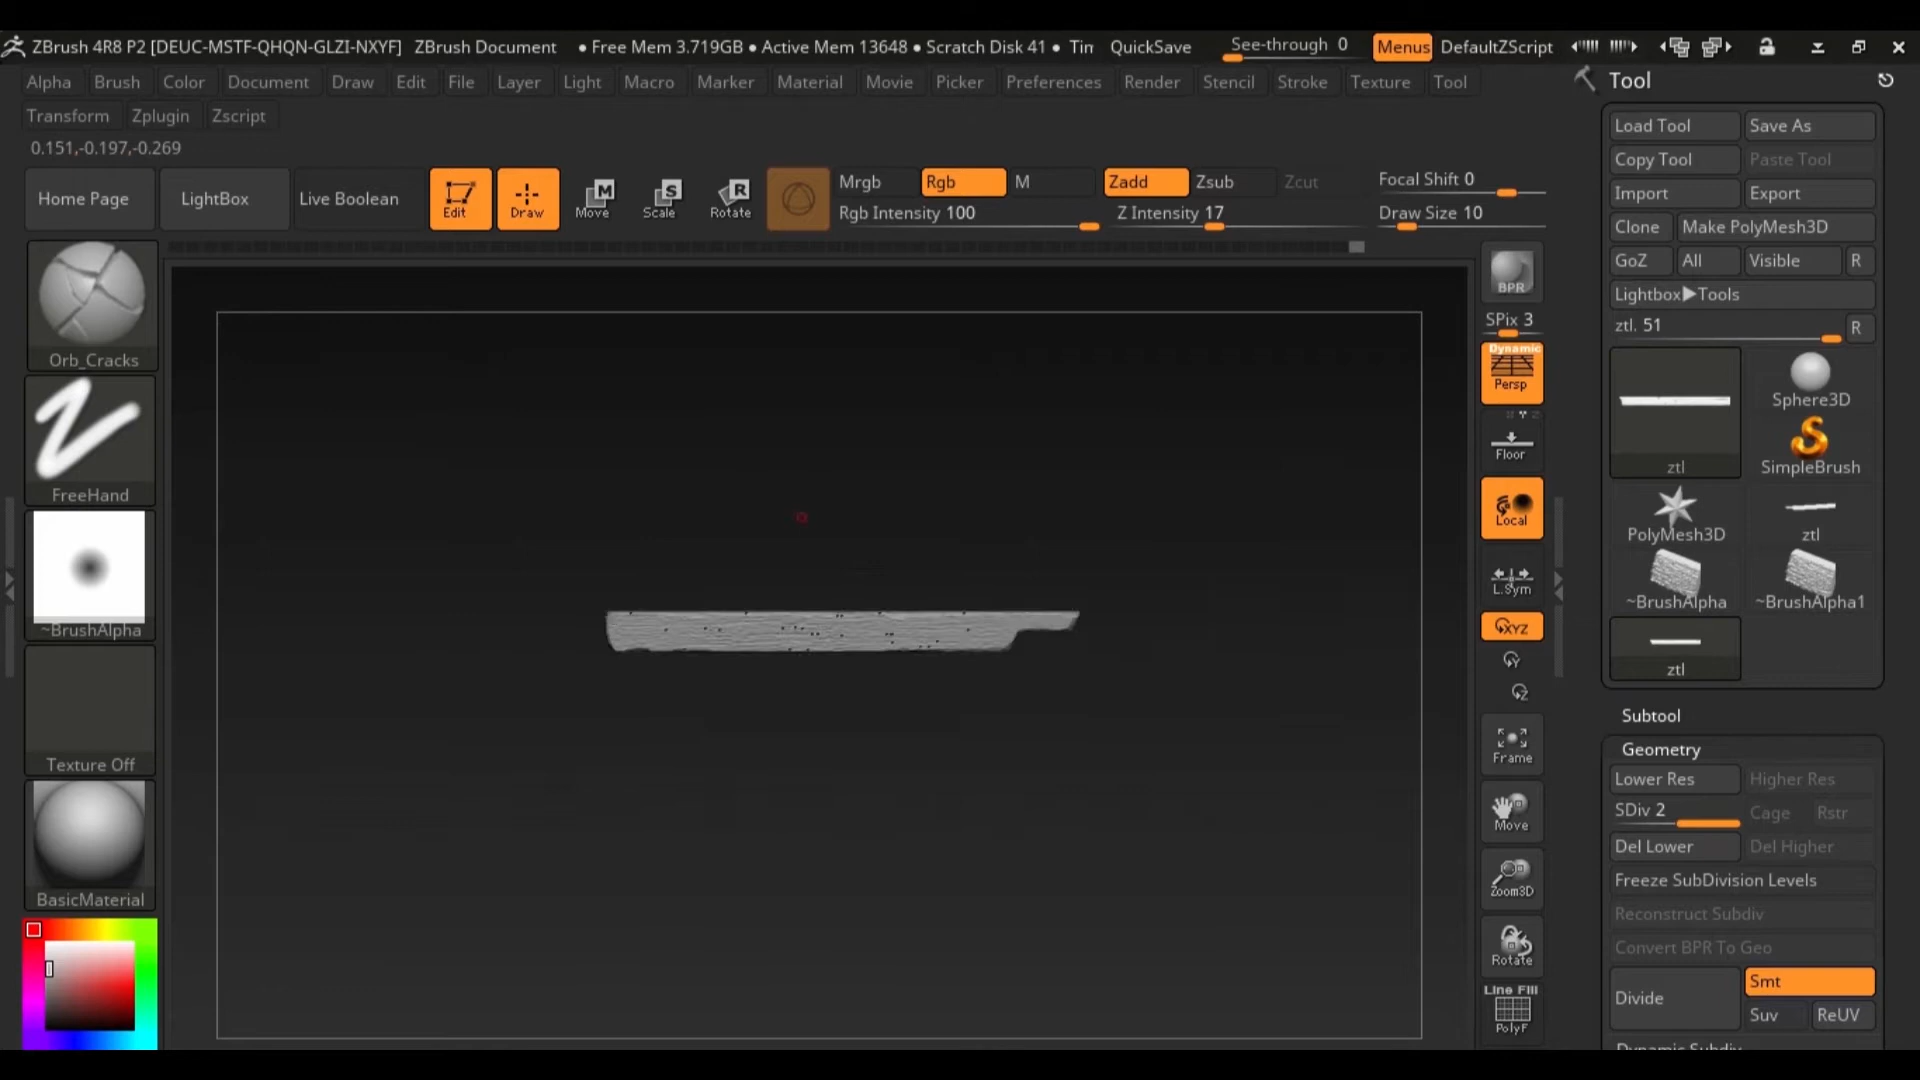 ZBrush 4R8 P2 [DEUC-MSTF-QHQN-GLZI-NXYF] ZBrush Document • Free Mem 3.719GB • Active Mem 13648 • Scratch Disk 41 • Tin QuickSave See-through 0 Menus DefaultZScript
Alpha Brush Color Document Draw Edit File Layer Light Macro Marker Material Movie Picker Preferences Render Stencil Stroke Texture Tool
Transform Zplugin Zscript
0.151,-0.197,-0.269
Home Page LightBox Live Boolean Edit Draw Move Scale Rotate
M S R
Mrgb Rgb M Zadd Zsub Zcut Focal Shift 0
Rgb Intensity 100 Z Intensity 17 Draw Size 10
Orb_Cracks
FreeHand
~BrushAlpha
Texture Off
BasicMaterial
BPR
SPix 3
Dynamic
Persp
Floor
Local
L.Sym
XYZ
Y
Z
Frame
Move
Zoom3D
Rotate
Line Fill
PolyF
Tool
Load Tool Save As
Copy Tool Paste Tool
Import Export
Clone Make PolyMesh3D
GoZ All Visible R
Lightbox▶Tools
ztl. 51 R
ztl Sphere3D
SimpleBrush
PolyMesh3D ztl
~BrushAlpha ~BrushAlpha1
ztl
Subtool
Geometry
Lower Res Higher Res
SDiv 2 Cage Rstr
Del Lower Del Higher
Freeze SubDivision Levels
Reconstruct Subdiv
Convert BPR To Geo
Divide Smt
Suv ReUV
Dynamic Subdiv